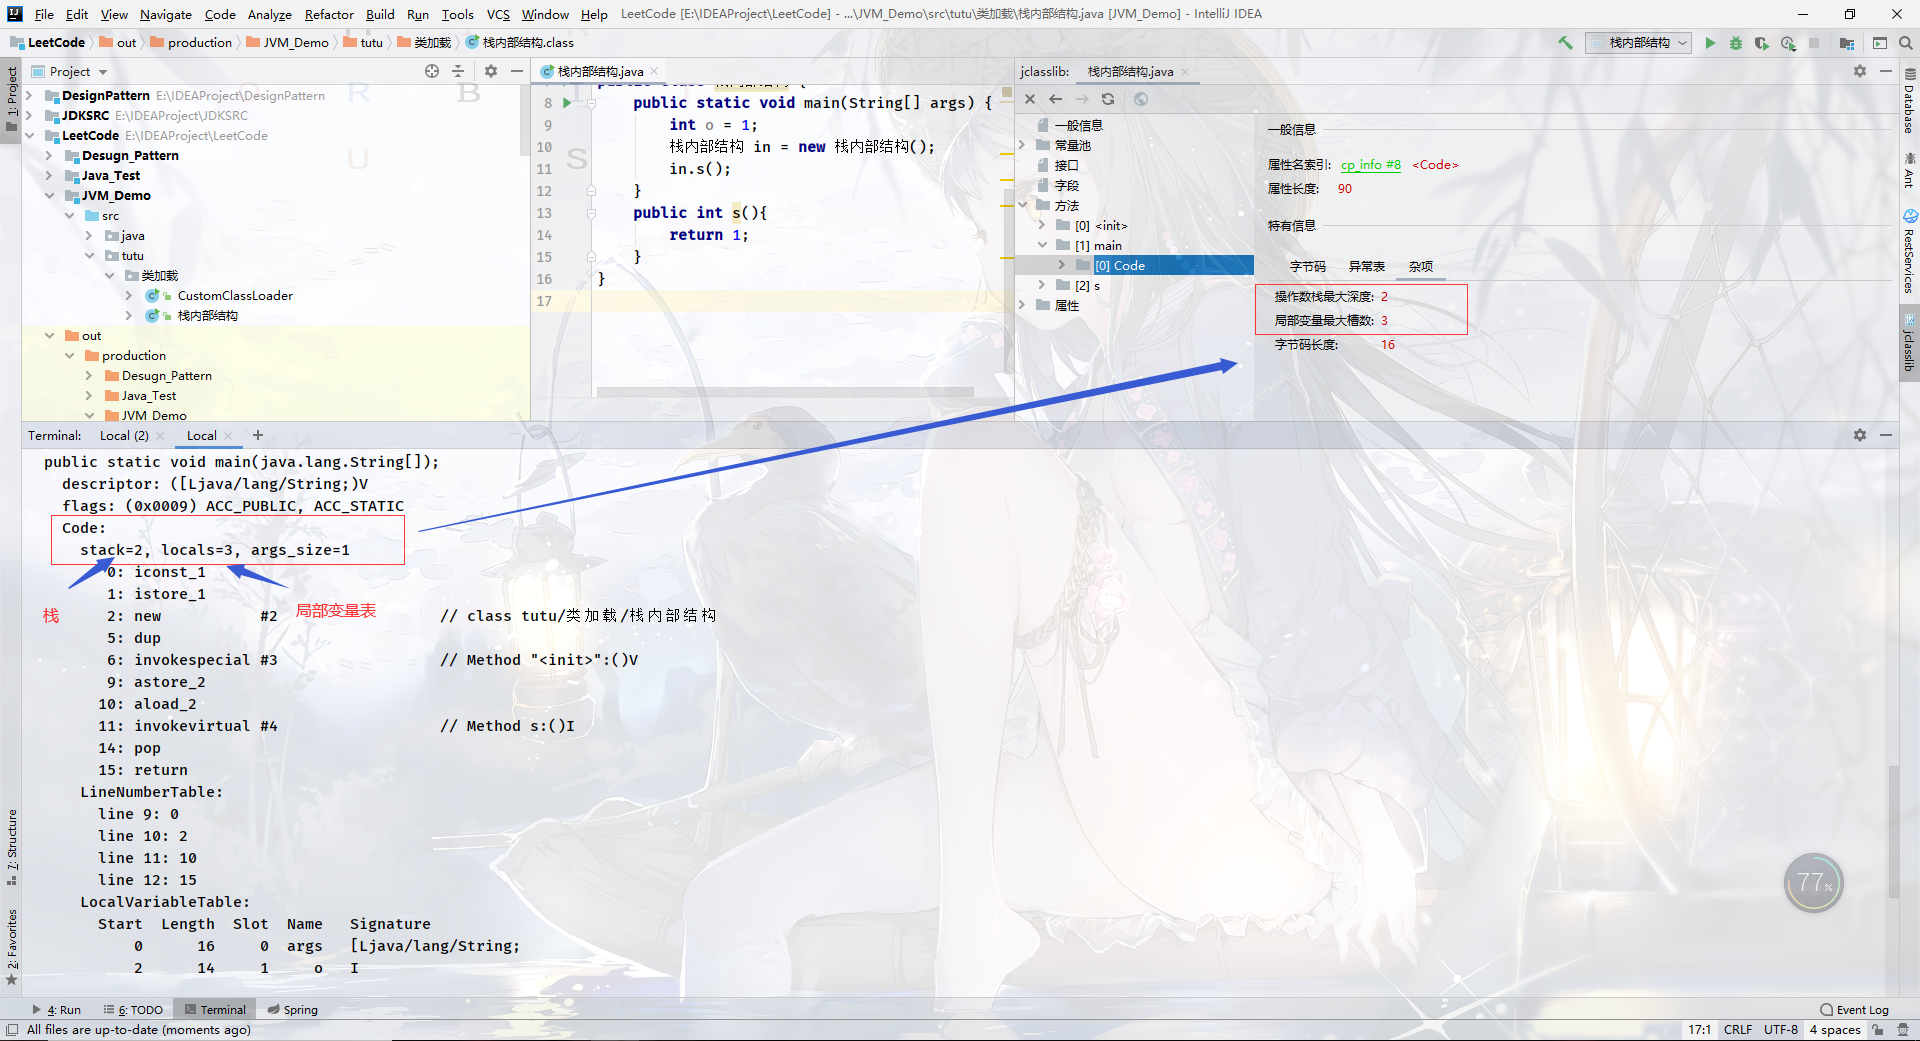 File Edit View Navigate Code Analyze Refactor Build Run Tools VCS Window Help LeetCode [E:\IDEAProject\LeetCode] - ...\JVM_Demo\src\tutu\类加载\栈内部结构.java [JVM_Demo] - IntelliJ IDEA
LeetCode out production JVM_Demo tutu 类加载 栈内部结构.class
栈内部结构
1: Project
Project
DesignPattern E:\IDEAProject\DesignPattern
JDKSRC E:\IDEAProject\JDKSRC
LeetCode E:\IDEAProject\LeetCode
Desugn_Pattern
Java_Test
JVM_Demo
src
java
tutu
类加载
CustomClassLoader
栈内部结构
out
production
Desugn_Pattern
Java_Test
JVM_Demo
R
B
U
S
栈内部结构.java
8 public static void main(String[] args) {
9 int o = 1;
10 栈内部结构 in = new 栈内部结构();
11 in.s();
12 }
13 public int s(){
14 return 1;
15 }
16 }
17
jclasslib: 栈内部结构.java
一般信息
常量池
接口
字段
方法
[0] <init>
[1] main
[0] Code
[2] s
属性
一般信息
属性名索引: cp_info #8 <Code>
属性长度: 90
特有信息
字节码 异常表 杂项
操作数栈最大深度: 2
局部变量最大槽数: 3
字节码长度: 16
Database
Ant
RestServices
jclasslib
Terminal: Local (2) Local
public static void main(java.lang.String[]);
descriptor: ([Ljava/lang/String;)V
flags: (0x0009) ACC_PUBLIC, ACC_STATIC
Code:
stack=2, locals=3, args_size=1
0: iconst_1
1: istore_1
栈
局部变量表
2: new #2 // class tutu/类加载/栈内部结构
5: dup
6: invokespecial #3 // Method "<init>":()V
9: astore_2
10: aload_2
11: invokevirtual #4 // Method s:()I
14: pop
15: return
LineNumberTable:
line 9: 0
line 10: 2
line 11: 10
line 12: 15
LocalVariableTable:
Start Length Slot Name Signature
0 16 0 args [Ljava/lang/String;
2 14 1 o I
77%
7: Structure
2: Favorites
4: Run 6: TODO Terminal Spring Event Log
All files are up-to-date (moments ago) 17:1 CRLF UTF-8 4 spaces